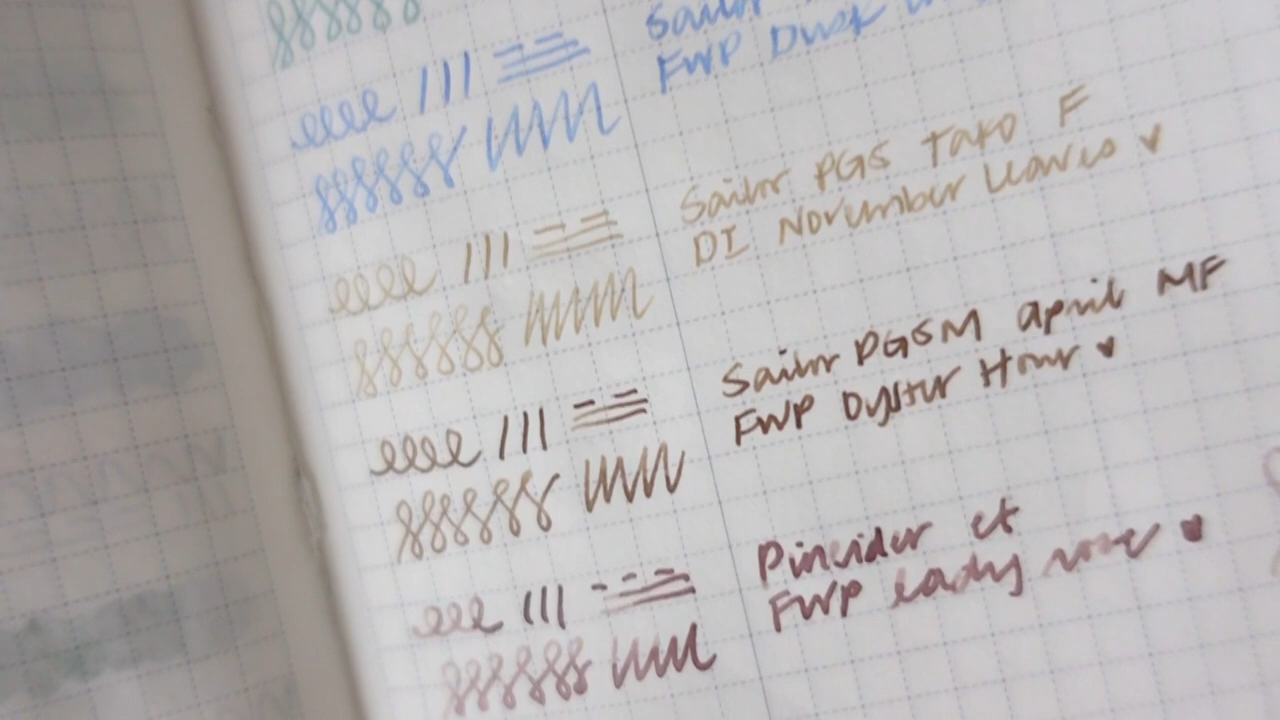 Sailor
FWP Dusk
Sailor PGS Tako F
DI November Leaves ♥
Sailor PGSM april MF
FWP Oyster Hour ♥
Pineider et
FWP Lady rose ♥